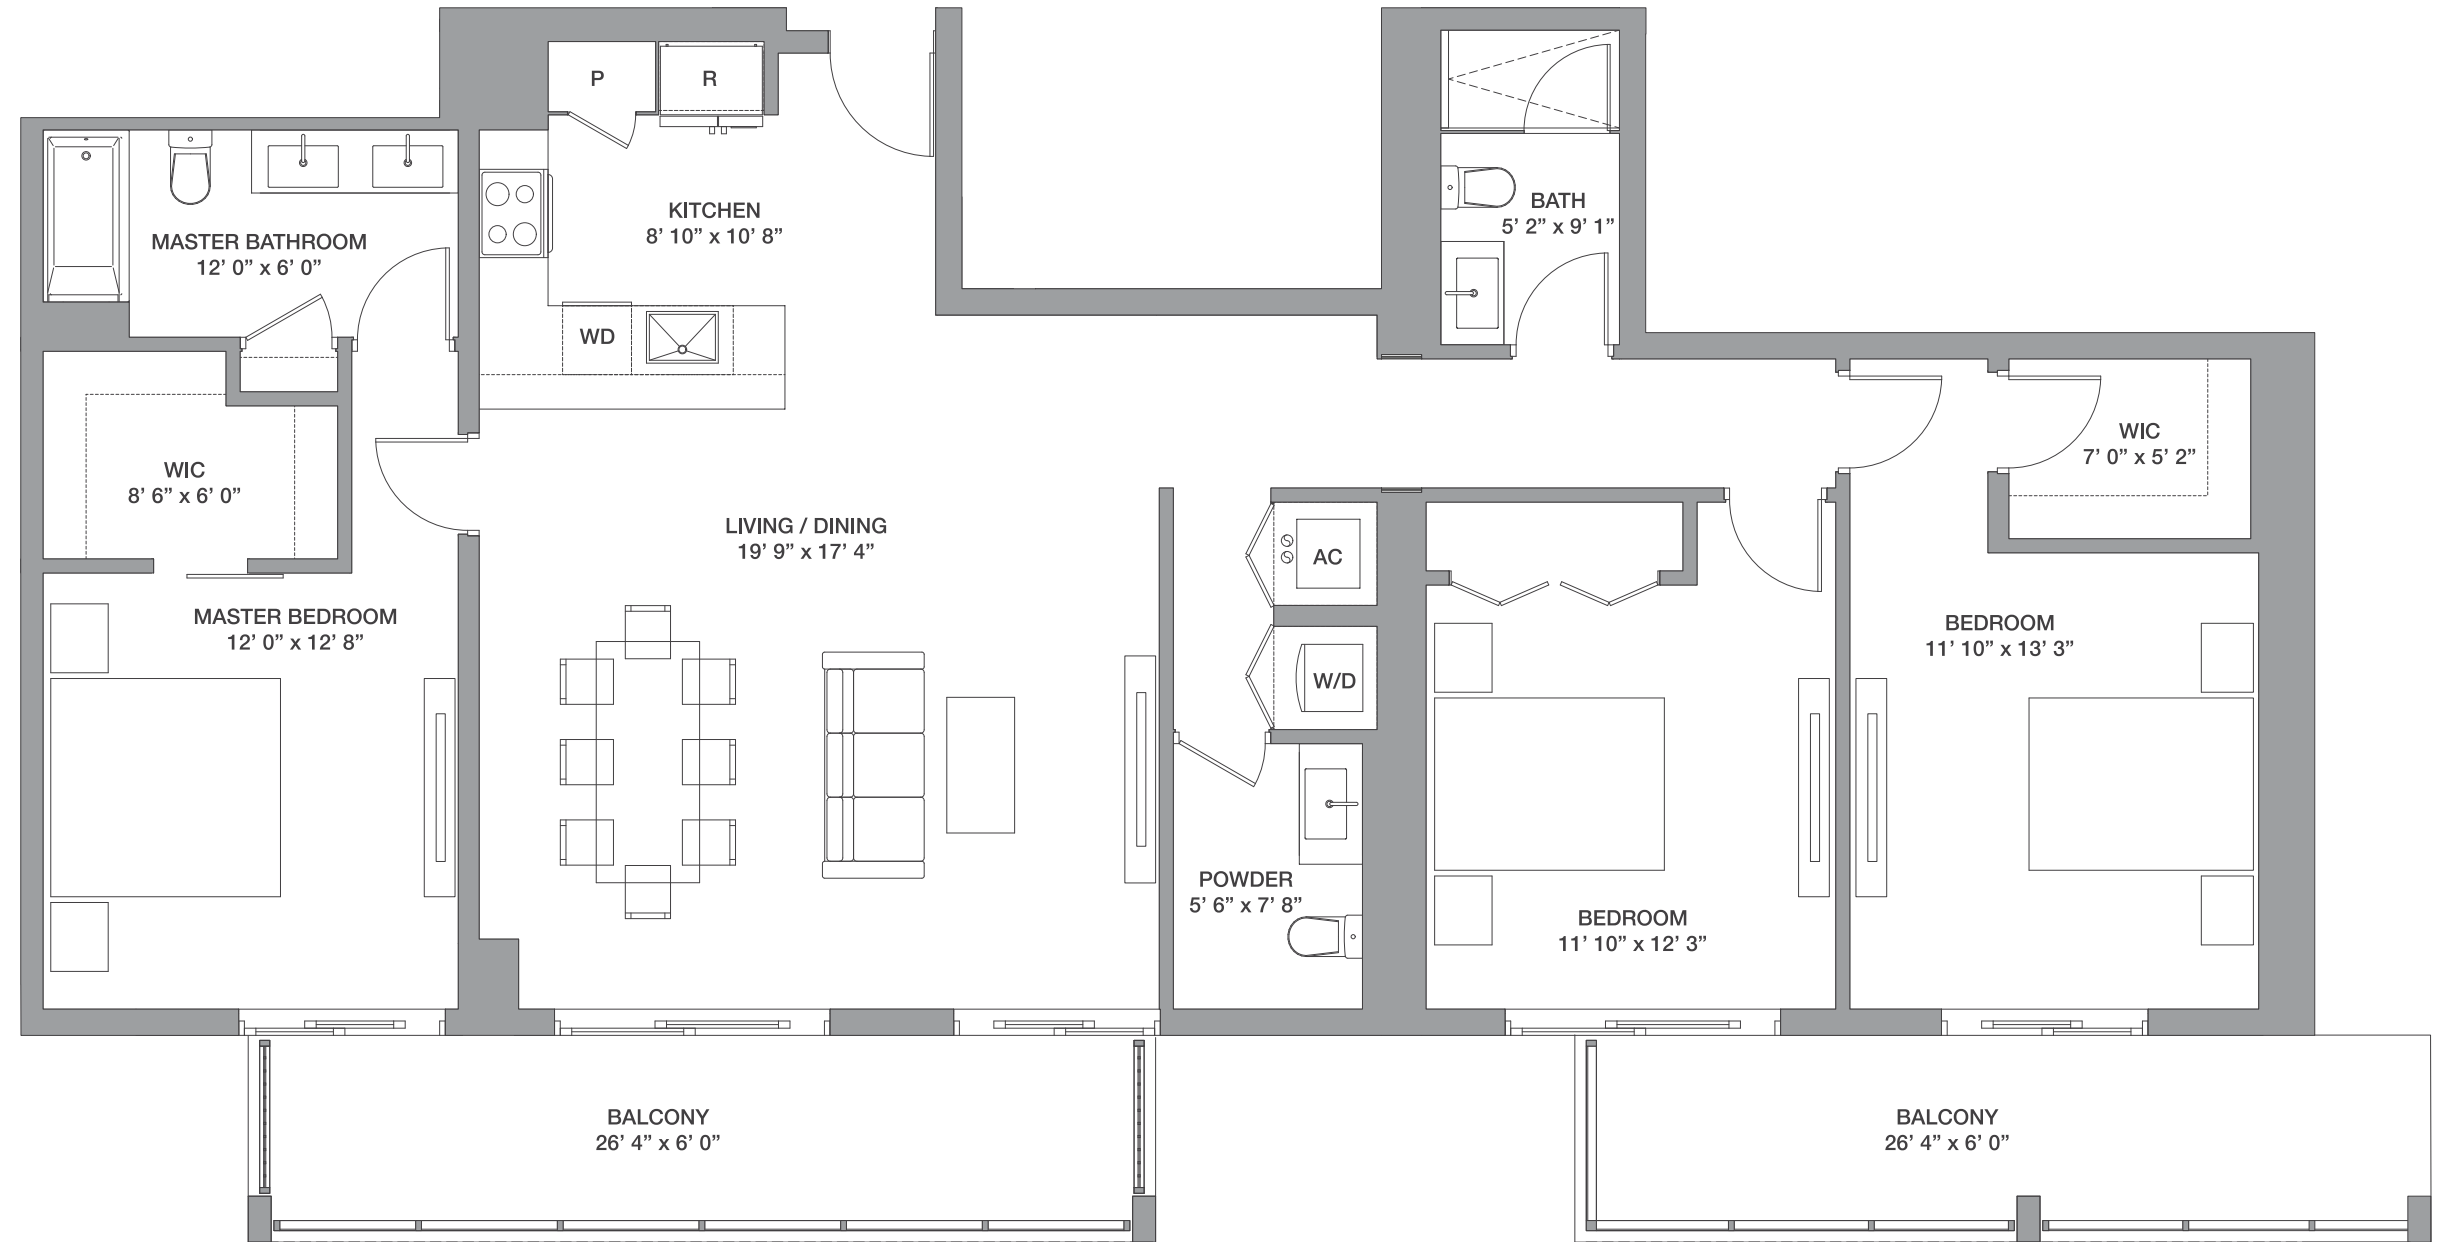 P
R
KITCHEN
8’ 10” x 10’ 8”
MASTER BATHROOM
12’ 0” x 6’ 0”
BATH
5’ 2” x 9’ 1”
WD
WIC
8’ 6” x 6’ 0”
WIC
7’ 0” x 5’ 2”
LIVING / DINING
19’ 9” x 17’ 4”
AC
MASTER BEDROOM
12’ 0” x 12’ 8”
W/D
BEDROOM
11’ 10” x 13’ 3”
POWDER
5’ 6” x 7’ 8”
BEDROOM
11’ 10” x 12’ 3”
BALCONY
26’ 4” x 6’ 0”
BALCONY
26’ 4” x 6’ 0”